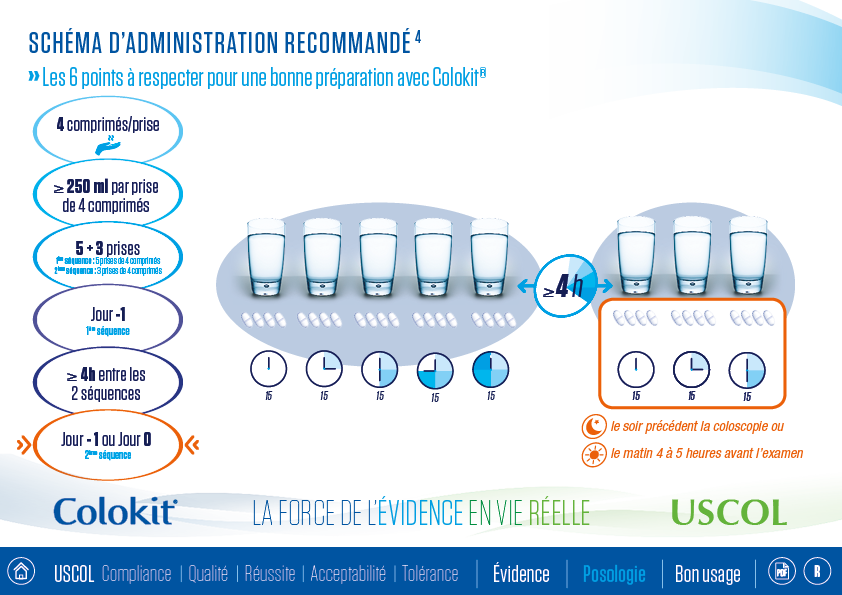 SCHÉMA D'ADMINISTRATION RECOMMANDÉ 4
» Les 6 points à respecter pour une bonne préparation avec Colokit®
4 comprimés/prise
≥ 250 ml par prise
de 4 comprimés
5 + 3 prises
1ère séquence : 5 prises de 4 comprimés
2ème séquence : 3 prises de 4 comprimés
Jour -1
1ère séquence
≥ 4h entre les
2 séquences
Jour -1 ou Jour 0
2ème séquence
≥4h
15 15 15 15 15
15 15 15
le soir précédent la coloscopie ou
le matin 4 à 5 heures avant l'examen
Colokit®
LA FORCE DE L'ÉVIDENCE EN VIE RÉELLE
USCOL
USCOL Compliance | Qualité | Réussite | Acceptabilité | Tolérance | Évidence | Posologie | Bon usage | PDF R